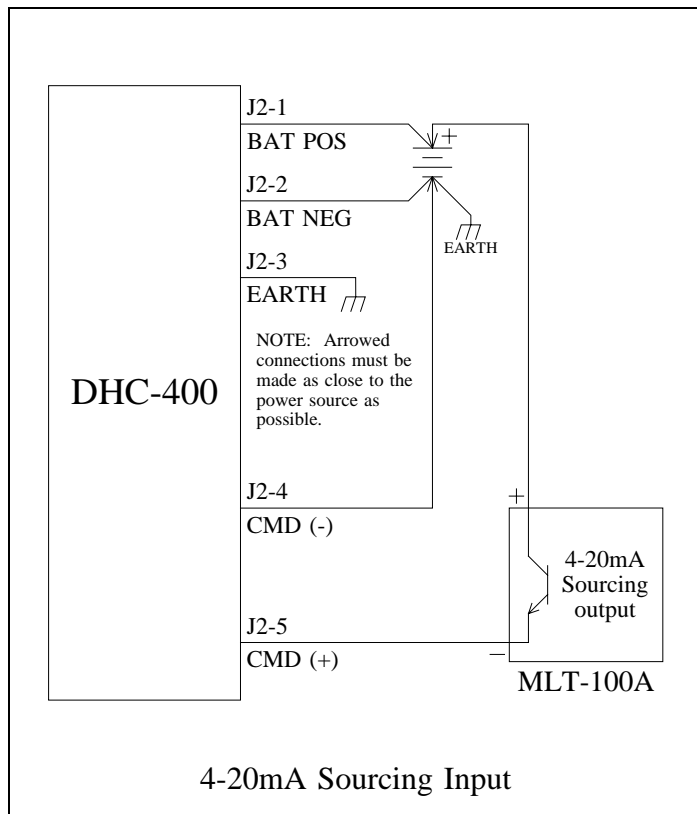 J2-1
BAT POS
+
J2-2
BAT NEG
EARTH
J2-3
EARTH
NOTE: Arrowed
connections must be
made as close to the
power source as
possible.
DHC-400
J2-4
CMD (-)
+
4-20mA
Sourcing
output
J2-5
CMD (+)
−
MLT-100A
4-20mA Sourcing Input